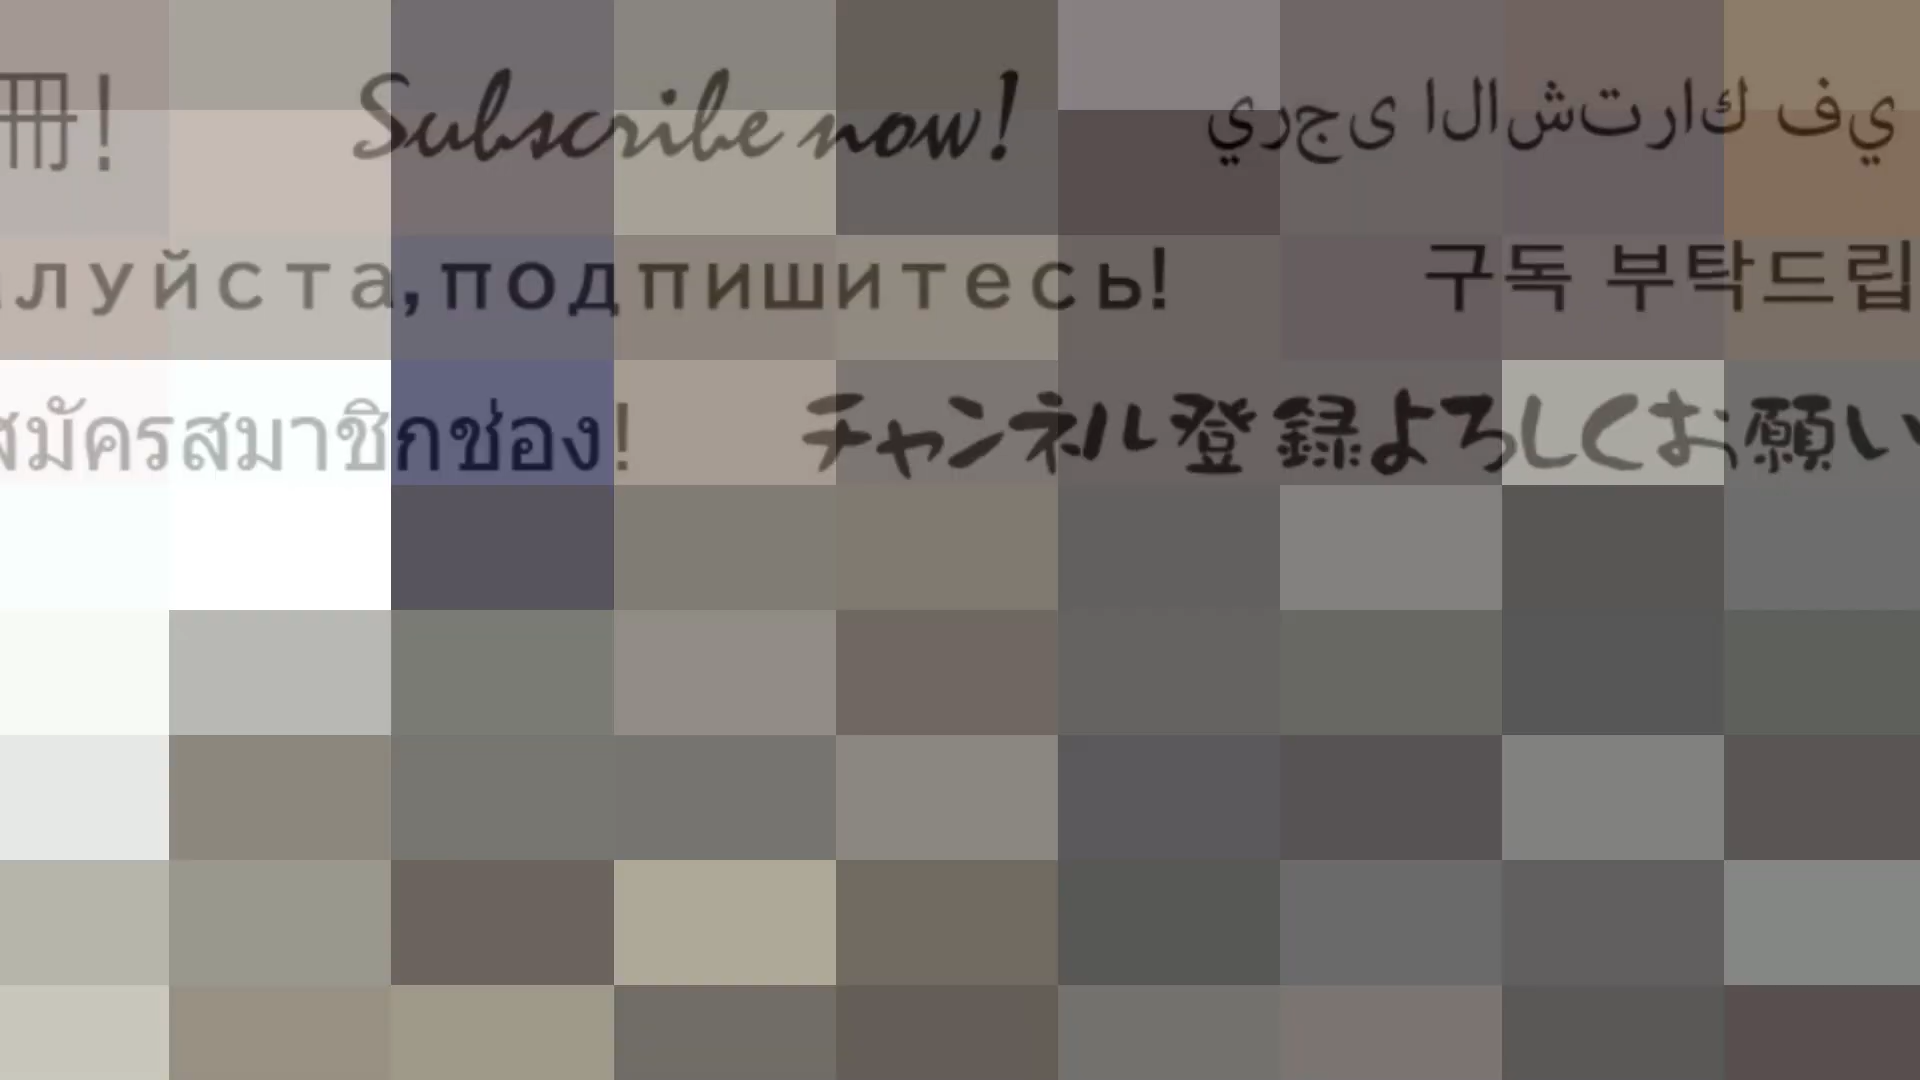 冊! Subscribe now! يرجى الاشتراك في
луйста, подпишитесь! 구독 부탁드립
สมัครสมาชิกช่อง! チャンネル登録よろしくお願い